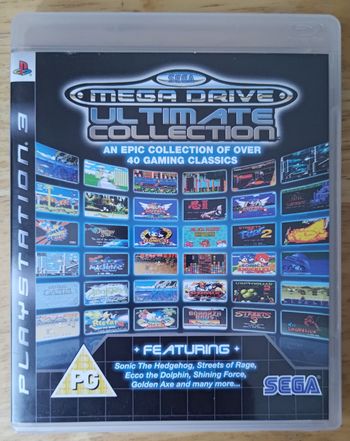 SEGA
MEGA DRIVE
ULTIMATE
COLLECTION
AN EPIC COLLECTION OF OVER
40 GAMING CLASSICS
PLAYSTATION 3
FEATURING
Sonic The Hedgehog, Streets of Rage,
Ecco the Dolphin, Shining Force,
Golden Axe and many more...
PG
SEGA